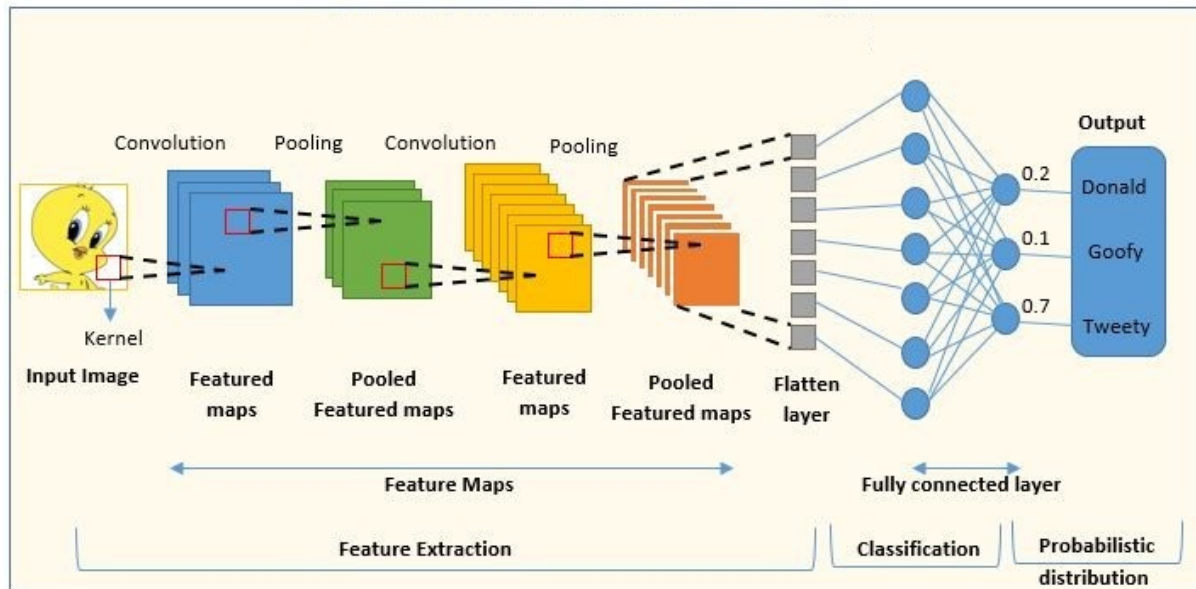 Convolution
Pooling
Convolution
Pooling
Output
0.2
Donald
0.1
Goofy
0.7
Tweety
Kernel
Input Image
Featured
maps
Pooled
Featured maps
Featured
maps
Pooled
Featured maps
Flatten
layer
Feature Maps
Fully connected layer
Feature Extraction
Classification
Probabilistic
distribution